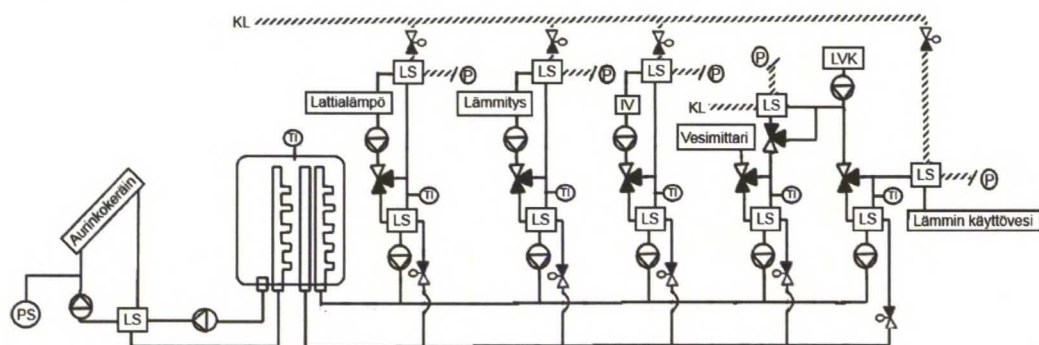 KL
LS
P
LS
P
LS
P
P
LVK
Lattialämpö
Lämmitys
IV
KL
LS
Vesimittari
TI
LS
P
Aurinkokeräin
TI
TI
TI
TI
TI
LS
LS
LS
LS
LS
Lämmin käyttövesi
PS
LS